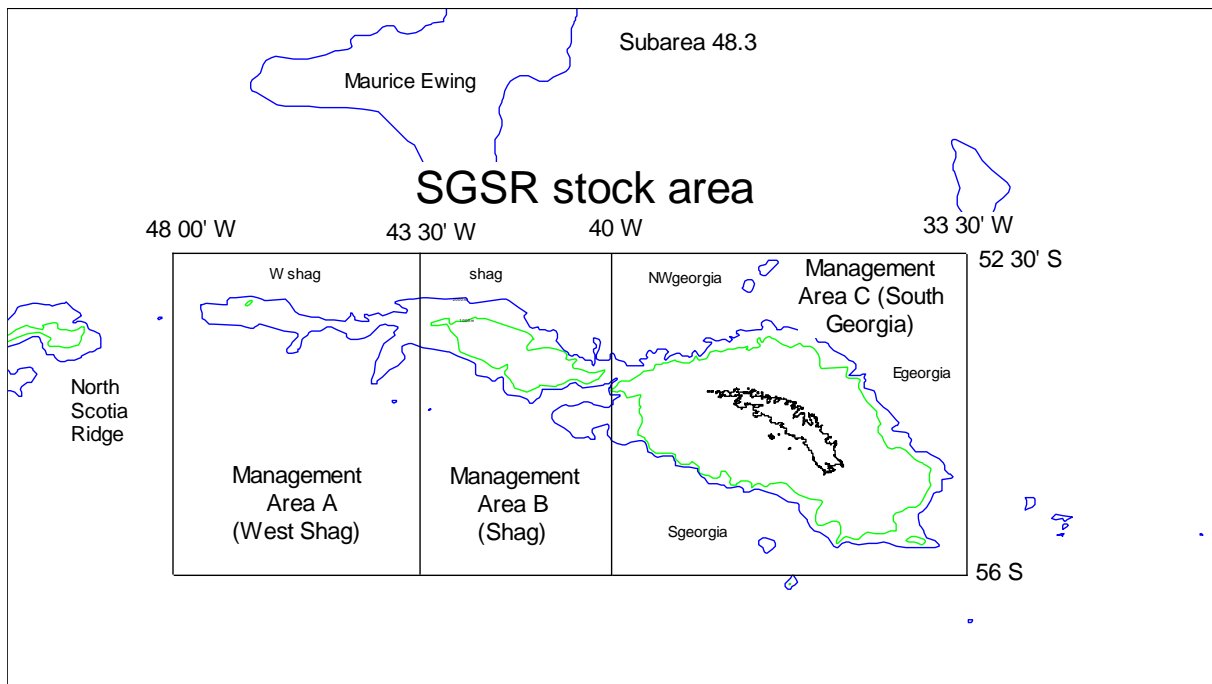 Subarea 48.3
Maurice Ewing
SGSR stock area
48 00' W
43 30' W
40 W
33 30' W
52 30' S
W shag
shag
NWgeorgia
Management
Area C (South
Georgia)
Egeorgia
North
Scotia
Ridge
Management
Area A
(West Shag)
Management
Area B
(Shag)
Sgeorgia
56 S